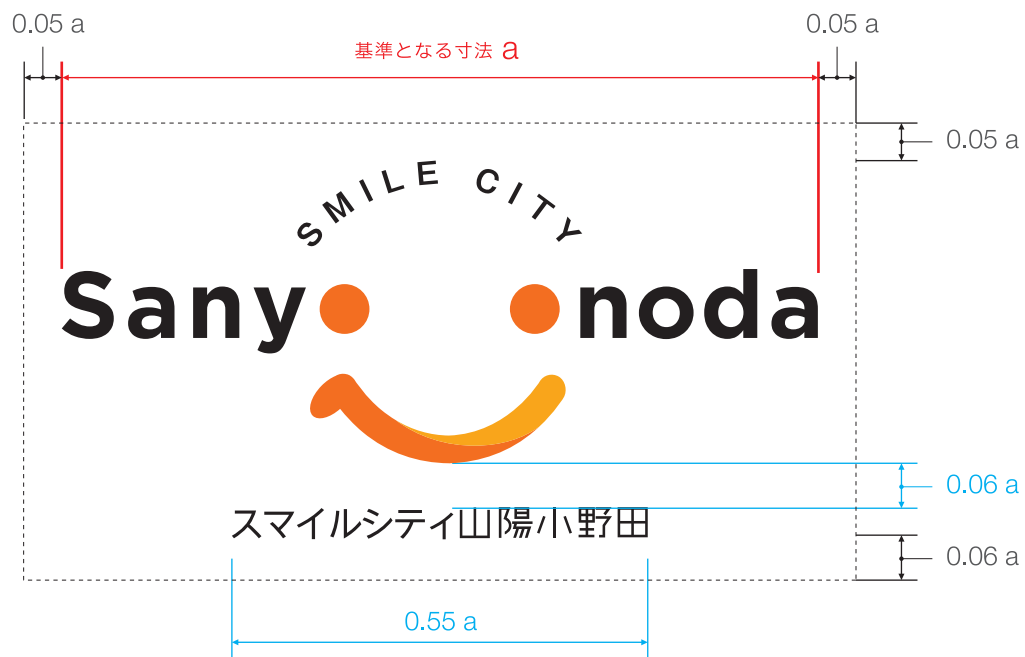 0.05 a
0.05 a
基準となる寸法 a
0.05 a
SMILE CITY
Sany noda
0.06 a
スマイルシティ山陽小野田
0.06 a
0.55 a